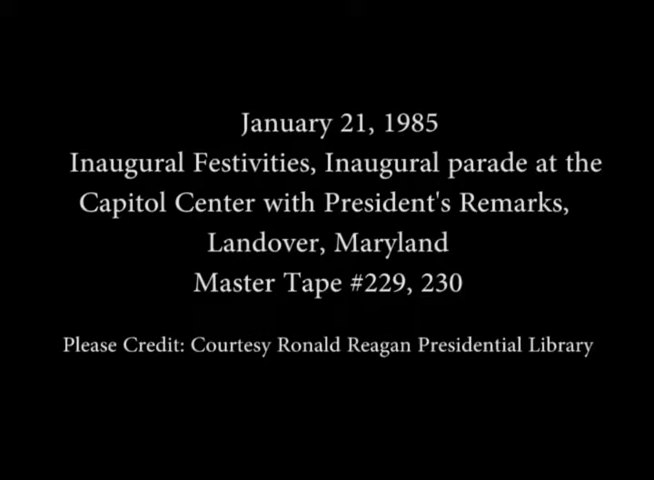 January 21, 1985
Inaugural Festivities, Inaugural parade at the
Capitol Center with President's Remarks,
Landover, Maryland
Master Tape #229, 230
Please Credit: Courtesy Ronald Reagan Presidential Library